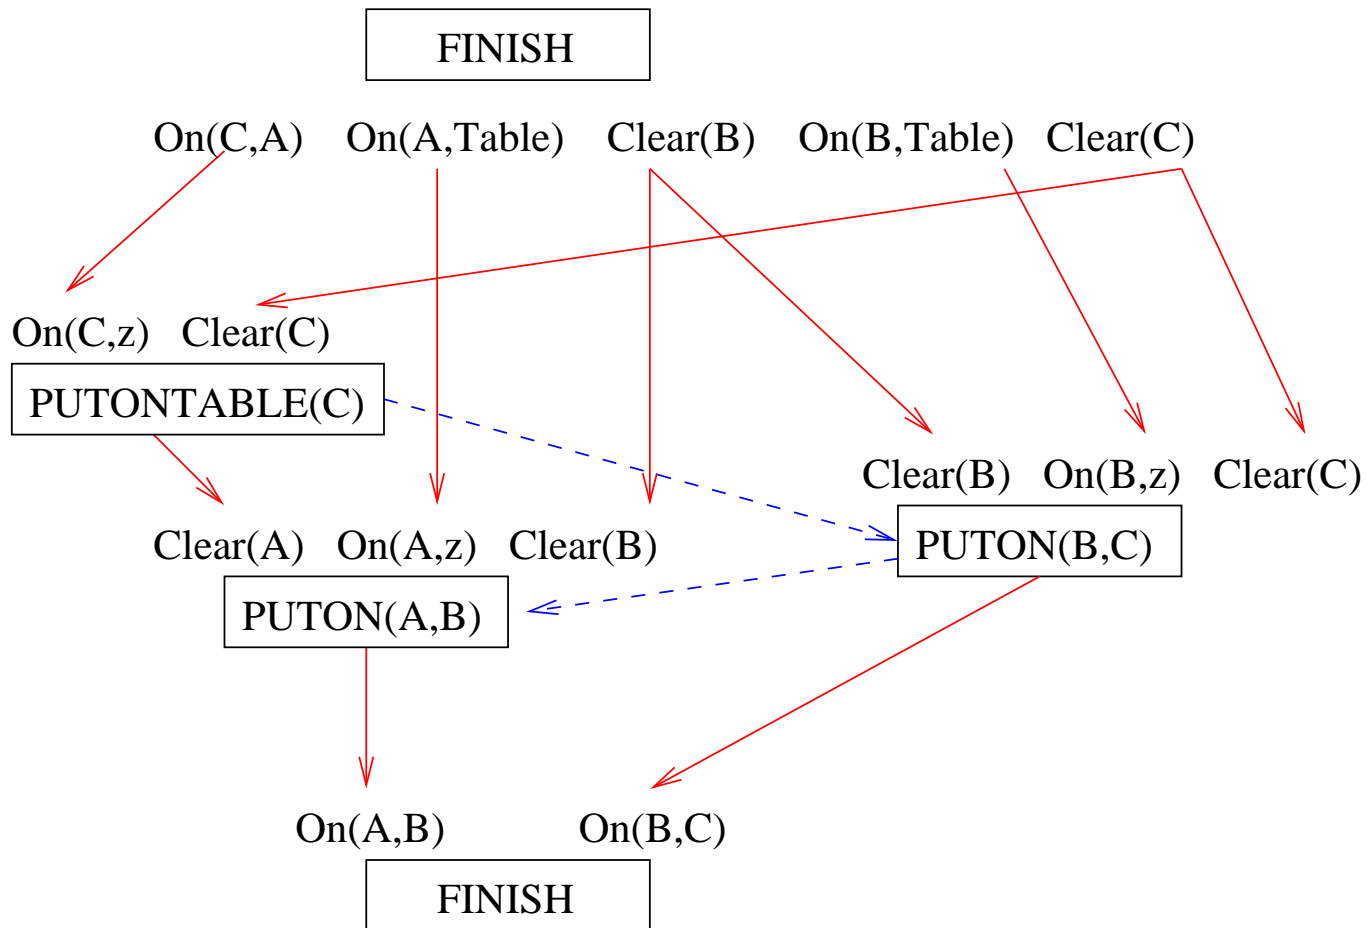 FINISH
On(C,A) On(A,Table) Clear(B) On(B,Table) Clear(C)
On(C,z) Clear(C)
PUTONTABLE(C)
Clear(B) On(B,z) Clear(C)
Clear(A) On(A,z) Clear(B)
PUTON(B,C)
PUTON(A,B)
On(A,B) On(B,C)
FINISH